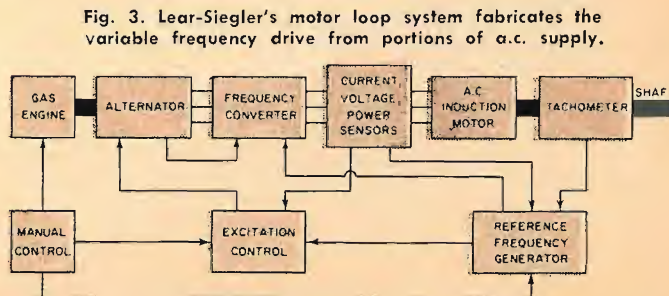 Fig. 3. Lear-Siegler's motor loop system fabricates the
variable frequency drive from portions of a.c. supply.
GAS
ENGINE
ALTERNATOR
FREQUENCY
CONVERTER
CURRENT,
VOLTAGE,
POWER
SENSORS
A.C.
INDUCTION
MOTOR
TACHOMETER
SHAF
MANUAL
CONTROL
EXCITATION
CONTROL
REFERENCE
FREQUENCY
GENERATOR